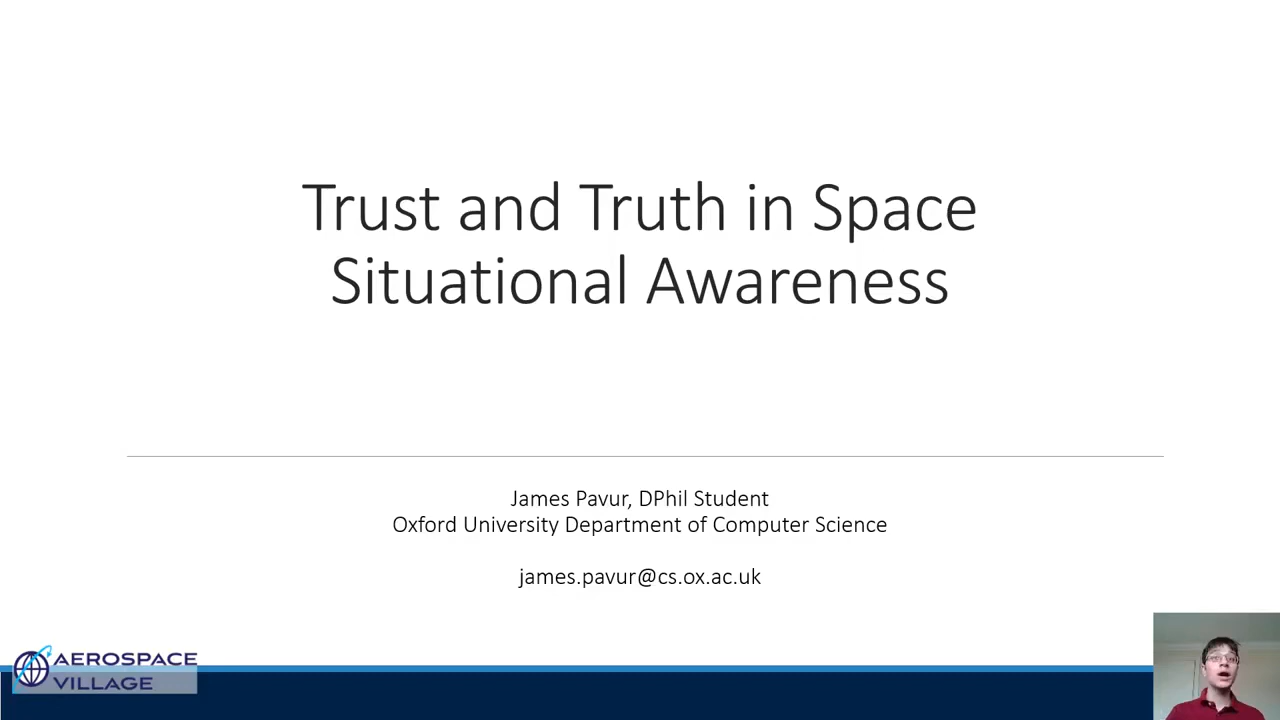 Trust and Truth in Space
Situational Awareness
James Pavur, DPhil Student
Oxford University Department of Computer Science
james.pavur@cs.ox.ac.uk
AEROSPACE
VILLAGE